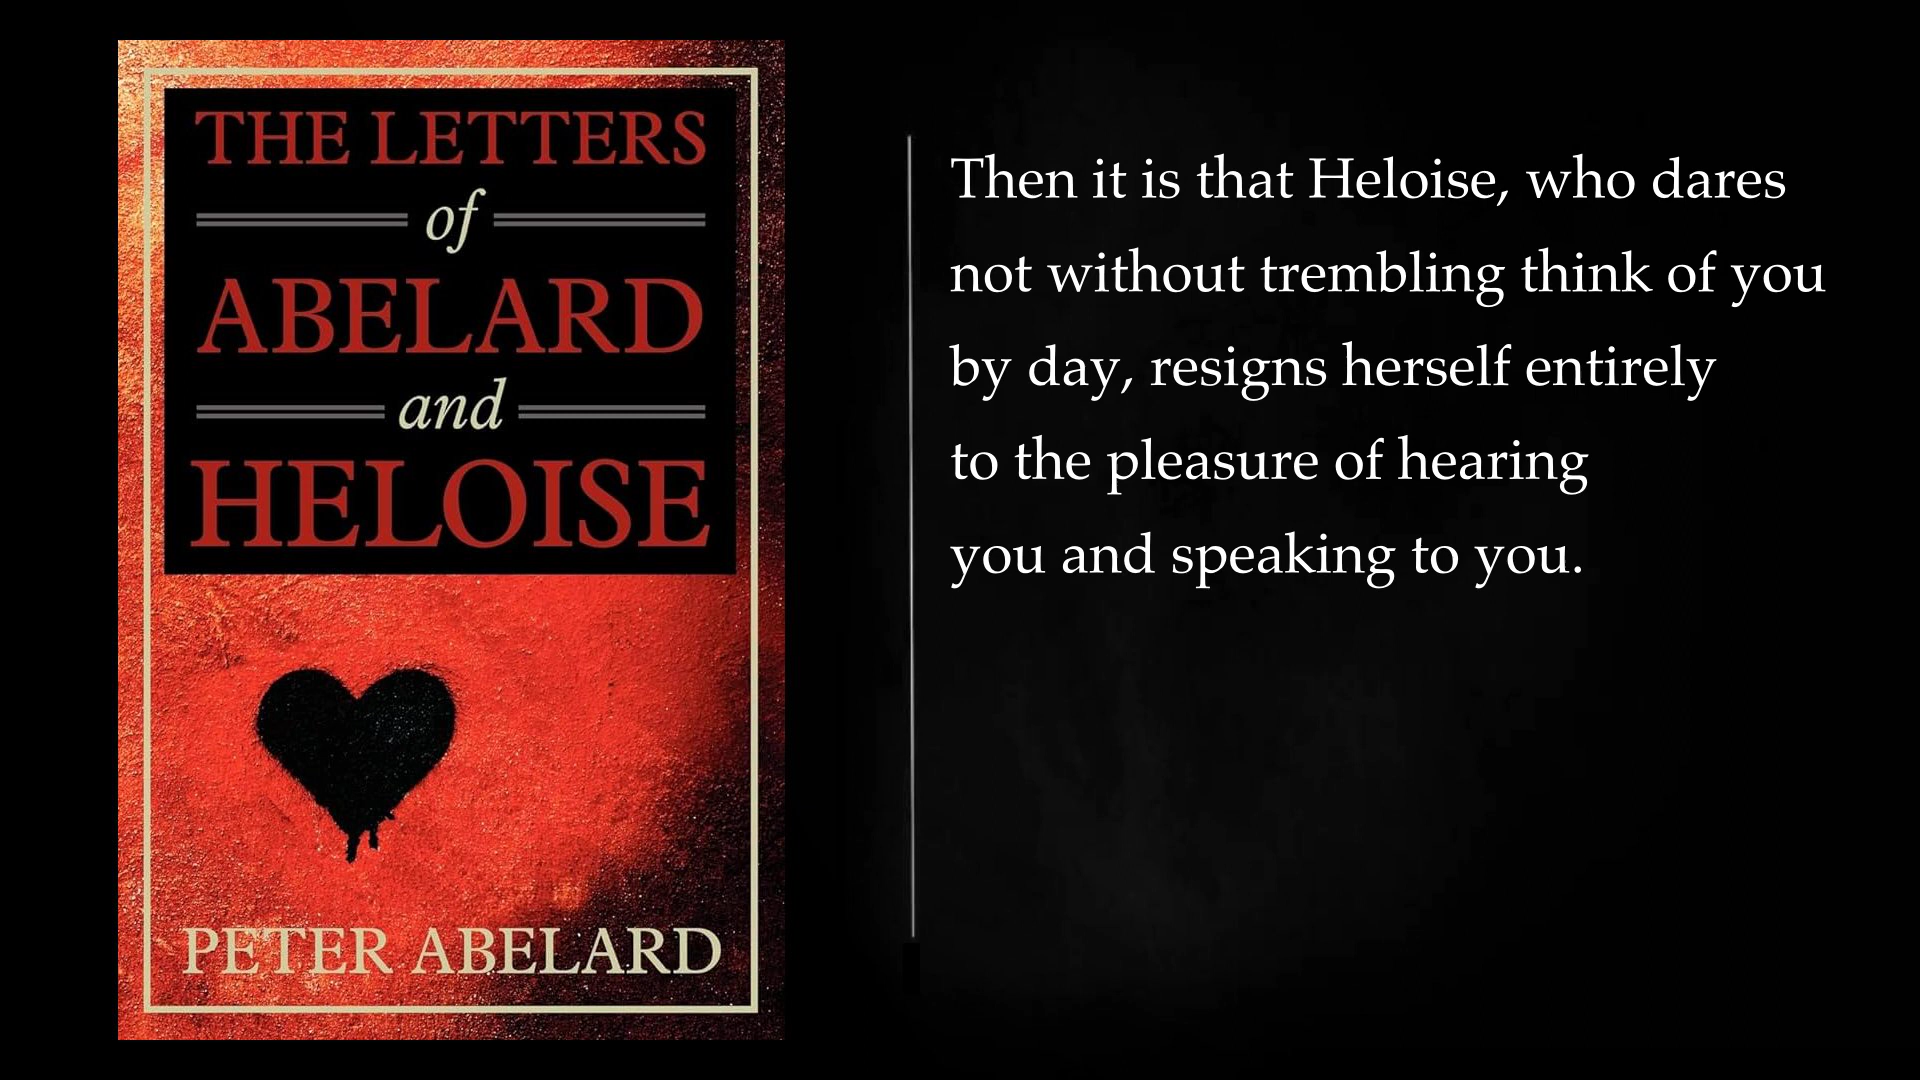 THE LETTERS
of
ABELARD
and
HELOISE
PETER ABELARD
Then it is that Heloise, who dares
not without trembling think of you
by day, resigns herself entirely
to the pleasure of hearing
you and speaking to you.